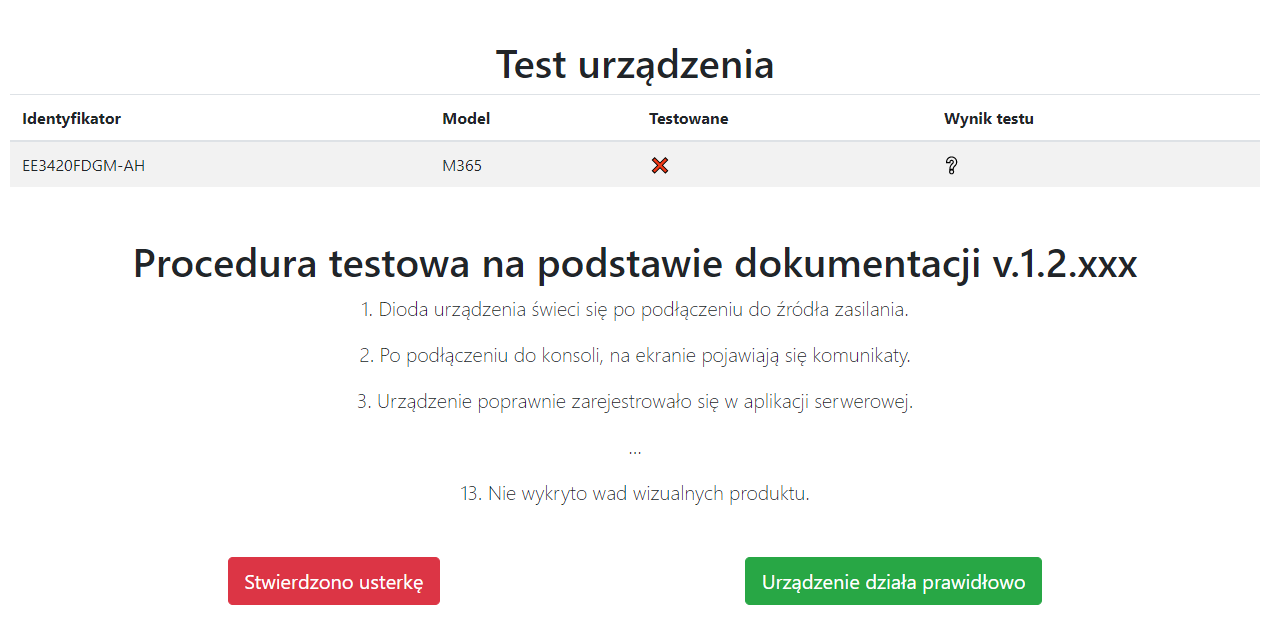 Test urządzenia
Identyfikator Model Testowane Wynik testu
EE3420FDGM-AH M365 ❌ ❔
Procedura testowa na podstawie dokumentacji v.1.2.xxx
1. Dioda urządzenia świeci się po podłączeniu do źródła zasilania.
2. Po podłączeniu do konsoli, na ekranie pojawiają się komunikaty.
3. Urządzenie poprawnie zarejestrowało się w aplikacji serwerowej.
...
13. Nie wykryto wad wizualnych produktu.
Stwierdzono usterkę Urządzenie działa prawidłowo